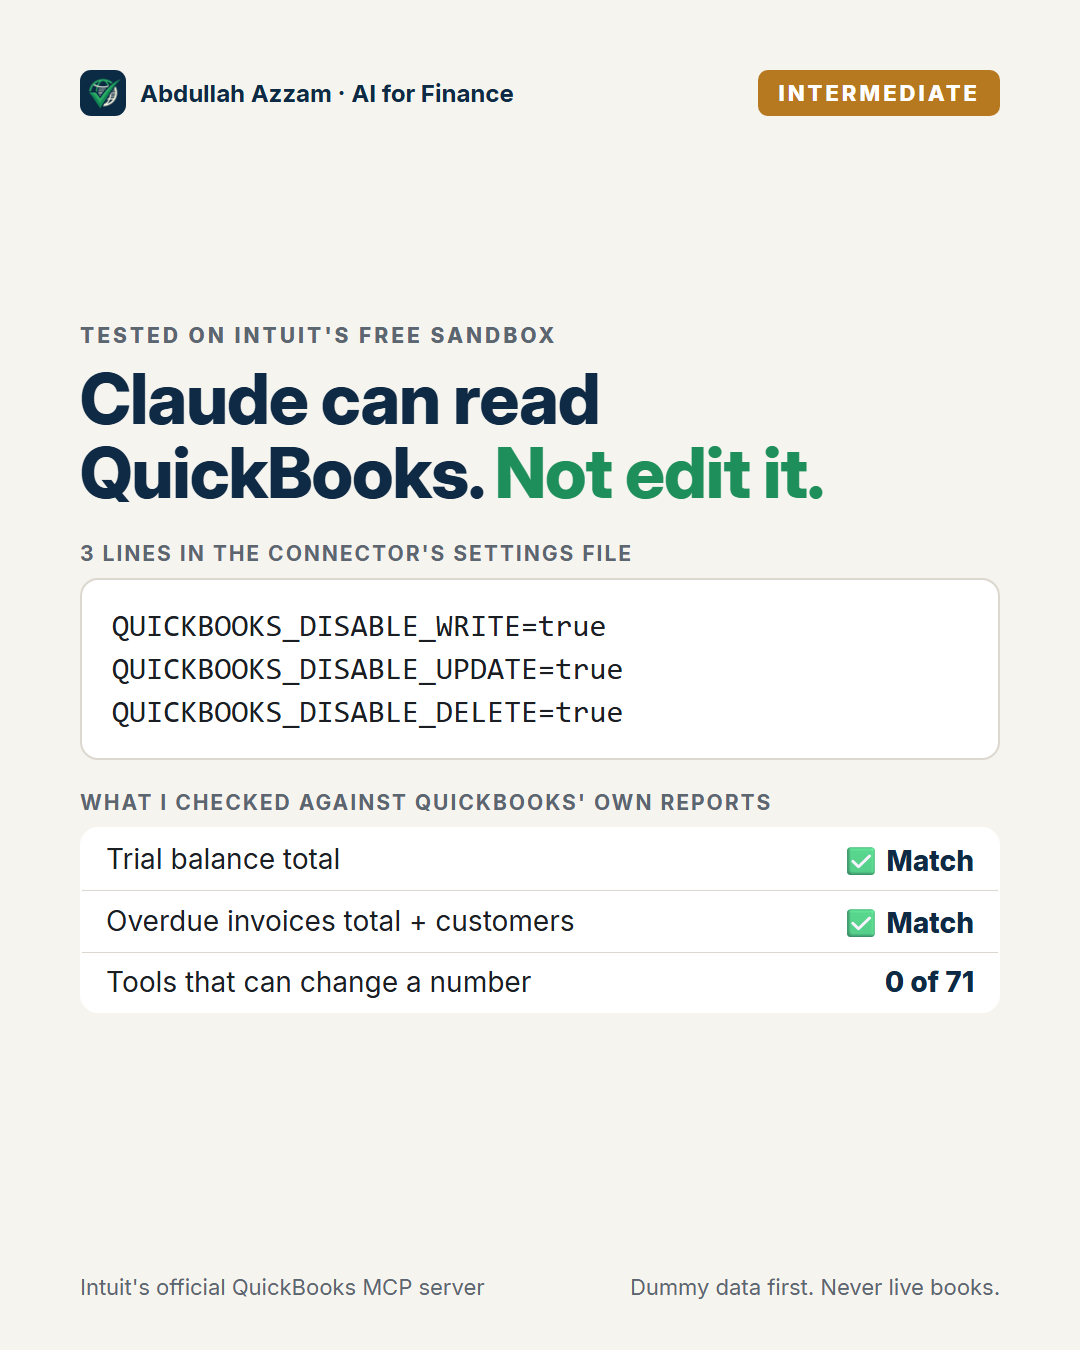 Abdullah Azzam · AI for Finance
INTERMEDIATE
TESTED ON INTUIT'S FREE SANDBOX
Claude can read
QuickBooks. Not edit it.
3 LINES IN THE CONNECTOR'S SETTINGS FILE
QUICKBOOKS_DISABLE_WRITE=true
QUICKBOOKS_DISABLE_UPDATE=true
QUICKBOOKS_DISABLE_DELETE=true
WHAT I CHECKED AGAINST QUICKBOOKS' OWN REPORTS
Trial balance total ✅ Match
Overdue invoices total + customers ✅ Match
Tools that can change a number 0 of 71
Intuit's official QuickBooks MCP server
Dummy data first. Never live books.